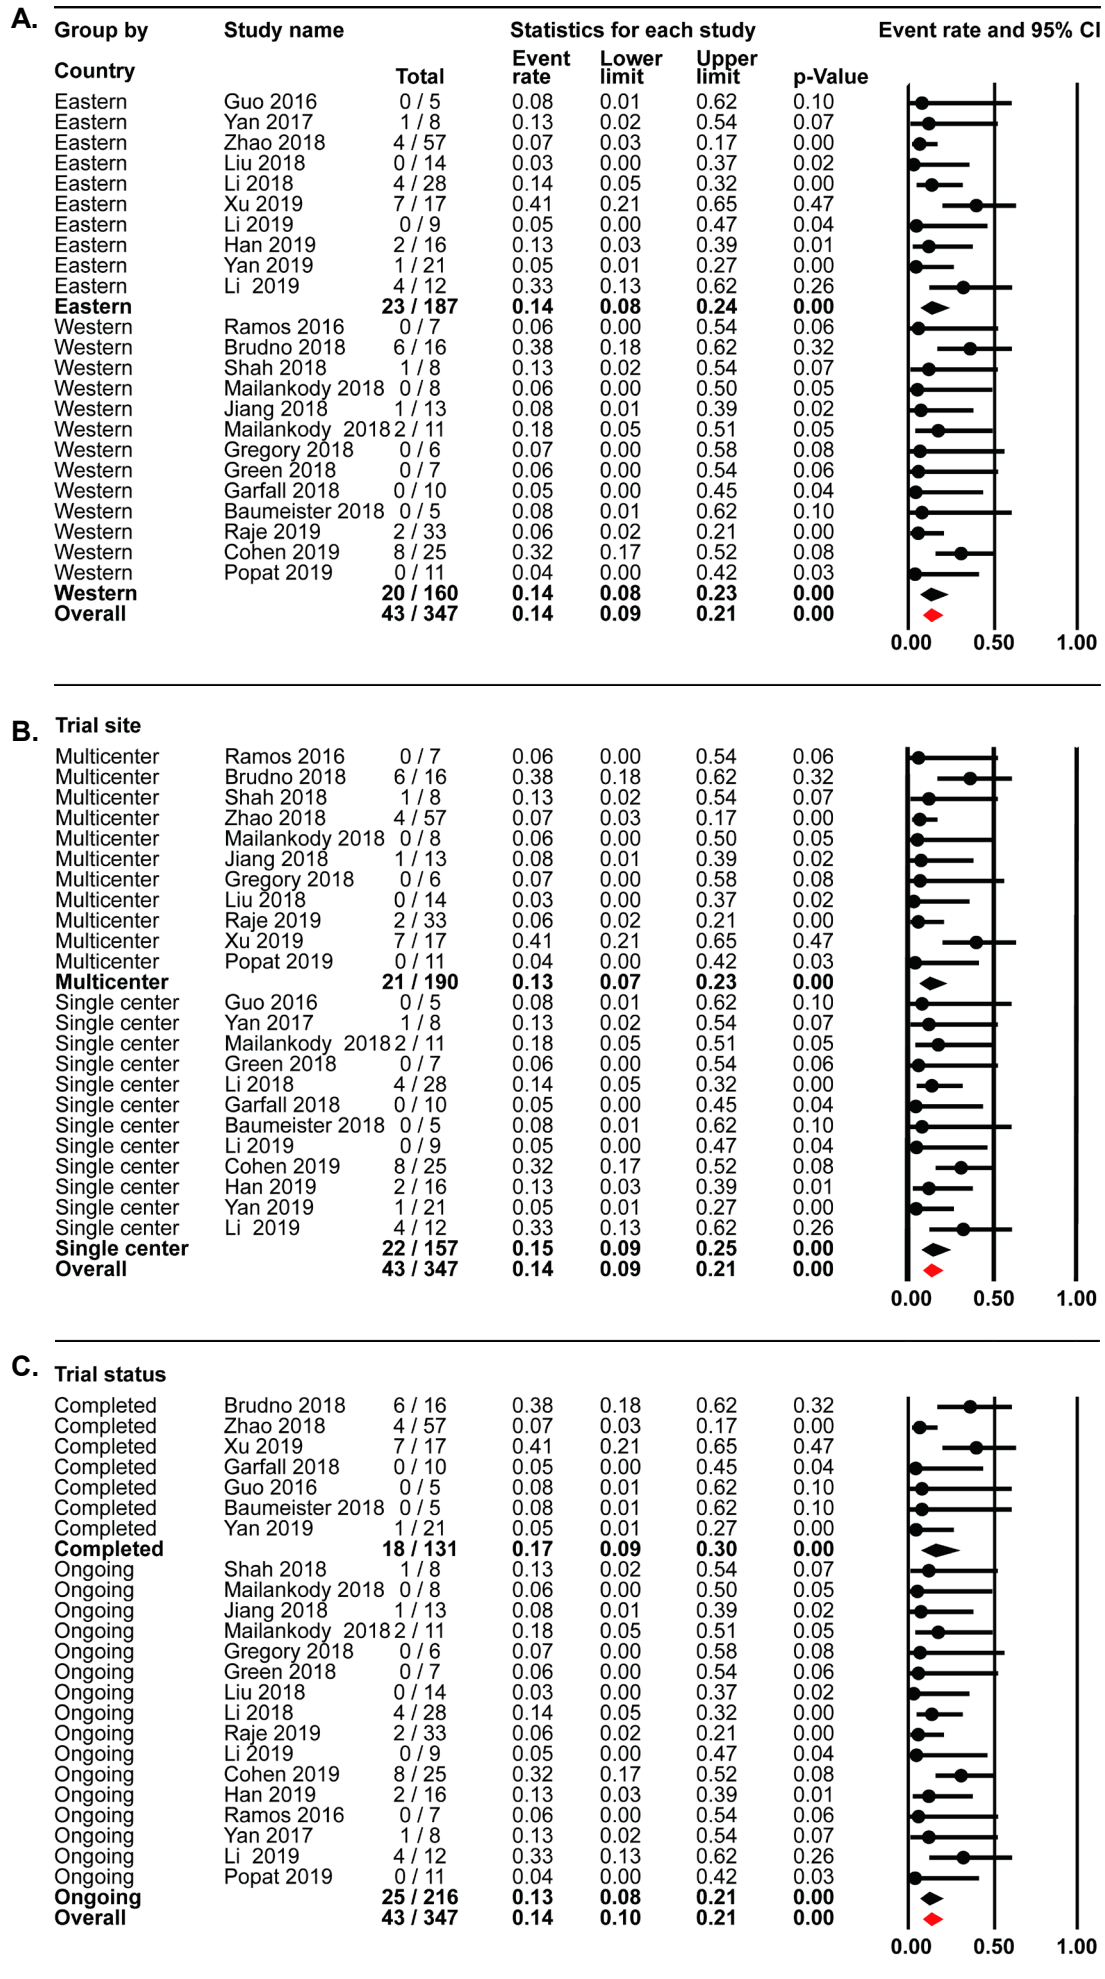 A.
Group by Study name Statistics for each study Event rate and 95% CI
Country Total Event rate Lower limit Upper limit p-Value
Eastern Guo 2016 0 / 5 0.08 0.01 0.62 0.10
Eastern Yan 2017 1 / 8 0.13 0.02 0.54 0.07
Eastern Zhao 2018 4 / 57 0.07 0.03 0.17 0.00
Eastern Liu 2018 0 / 14 0.03 0.00 0.37 0.02
Eastern Li 2018 4 / 28 0.14 0.05 0.32 0.00
Eastern Xu 2019 7 / 17 0.41 0.21 0.65 0.47
Eastern Li 2019 0 / 9 0.05 0.00 0.47 0.04
Eastern Han 2019 2 / 16 0.13 0.03 0.39 0.01
Eastern Yan 2019 1 / 21 0.05 0.01 0.27 0.00
Eastern Li 2019 4 / 12 0.33 0.13 0.62 0.26
Eastern 23 / 187 0.14 0.08 0.24 0.00
Western Ramos 2016 0 / 7 0.06 0.00 0.54 0.06
Western Brudno 2018 6 / 16 0.38 0.18 0.62 0.32
Western Shah 2018 1 / 8 0.13 0.02 0.54 0.07
Western Mailankody 2018 0 / 8 0.06 0.00 0.50 0.05
Western Jiang 2018 1 / 13 0.08 0.01 0.39 0.02
Western Mailankody 2018 2 / 11 0.18 0.05 0.51 0.05
Western Gregory 2018 0 / 6 0.07 0.00 0.58 0.08
Western Green 2018 0 / 7 0.06 0.00 0.54 0.06
Western Garfall 2018 0 / 10 0.05 0.00 0.45 0.04
Western Baumeister 2018 0 / 5 0.08 0.01 0.62 0.10
Western Raje 2019 2 / 33 0.06 0.02 0.21 0.00
Western Cohen 2019 8 / 25 0.32 0.17 0.52 0.08
Western Popat 2019 0 / 11 0.04 0.00 0.42 0.03
Western 20 / 160 0.14 0.08 0.23 0.00
Overall 43 / 347 0.14 0.09 0.21 0.00
0.00 0.50 1.00
B. Trial site
Multicenter Ramos 2016 0 / 7 0.06 0.00 0.54 0.06
Multicenter Brudno 2018 6 / 16 0.38 0.18 0.62 0.32
Multicenter Shah 2018 1 / 8 0.13 0.02 0.54 0.07
Multicenter Zhao 2018 4 / 57 0.07 0.03 0.17 0.00
Multicenter Mailankody 2018 0 / 8 0.06 0.00 0.50 0.05
Multicenter Jiang 2018 1 / 13 0.08 0.01 0.39 0.02
Multicenter Gregory 2018 0 / 6 0.07 0.00 0.58 0.08
Multicenter Liu 2018 0 / 14 0.03 0.00 0.37 0.02
Multicenter Raje 2019 2 / 33 0.06 0.02 0.21 0.00
Multicenter Xu 2019 7 / 17 0.41 0.21 0.65 0.47
Multicenter Popat 2019 0 / 11 0.04 0.00 0.42 0.03
Multicenter 21 / 190 0.13 0.07 0.23 0.00
Single center Guo 2016 0 / 5 0.08 0.01 0.62 0.10
Single center Yan 2017 1 / 8 0.13 0.02 0.54 0.07
Single center Mailankody 2018 2 / 11 0.18 0.05 0.51 0.05
Single center Green 2018 0 / 7 0.06 0.00 0.54 0.06
Single center Li 2018 4 / 28 0.14 0.05 0.32 0.00
Single center Garfall 2018 0 / 10 0.05 0.00 0.45 0.04
Single center Baumeister 2018 0 / 5 0.08 0.01 0.62 0.10
Single center Li 2019 0 / 9 0.05 0.00 0.47 0.04
Single center Cohen 2019 8 / 25 0.32 0.17 0.52 0.08
Single center Han 2019 2 / 16 0.13 0.03 0.39 0.01
Single center Yan 2019 1 / 21 0.05 0.01 0.27 0.00
Single center Li 2019 4 / 12 0.33 0.13 0.62 0.26
Single center 22 / 157 0.15 0.09 0.25 0.00
Overall 43 / 347 0.14 0.09 0.21 0.00
0.00 0.50 1.00
C. Trial status
Completed Brudno 2018 6 / 16 0.38 0.18 0.62 0.32
Completed Zhao 2018 4 / 57 0.07 0.03 0.17 0.00
Completed Xu 2019 7 / 17 0.41 0.21 0.65 0.47
Completed Garfall 2018 0 / 10 0.05 0.00 0.45 0.04
Completed Guo 2016 0 / 5 0.08 0.01 0.62 0.10
Completed Baumeister 2018 0 / 5 0.08 0.01 0.62 0.10
Completed Yan 2019 1 / 21 0.05 0.01 0.27 0.00
Completed 18 / 131 0.17 0.09 0.30 0.00
Ongoing Shah 2018 1 / 8 0.13 0.02 0.54 0.07
Ongoing Mailankody 2018 0 / 8 0.06 0.00 0.50 0.05
Ongoing Jiang 2018 1 / 13 0.08 0.01 0.39 0.02
Ongoing Mailankody 2018 2 / 11 0.18 0.05 0.51 0.05
Ongoing Gregory 2018 0 / 6 0.07 0.00 0.58 0.08
Ongoing Green 2018 0 / 7 0.06 0.00 0.54 0.06
Ongoing Liu 2018 0 / 14 0.03 0.00 0.37 0.02
Ongoing Li 2018 4 / 28 0.14 0.05 0.32 0.00
Ongoing Raje 2019 2 / 33 0.06 0.02 0.21 0.00
Ongoing Li 2019 0 / 9 0.05 0.00 0.47 0.04
Ongoing Cohen 2019 8 / 25 0.32 0.17 0.52 0.08
Ongoing Han 2019 2 / 16 0.13 0.03 0.39 0.01
Ongoing Ramos 2016 0 / 7 0.06 0.00 0.54 0.06
Ongoing Yan 2017 1 / 8 0.13 0.02 0.54 0.07
Ongoing Li 2019 4 / 12 0.33 0.13 0.62 0.26
Ongoing Popat 2019 0 / 11 0.04 0.00 0.42 0.03
Ongoing 25 / 216 0.13 0.08 0.21 0.00
Overall 43 / 347 0.14 0.10 0.21 0.00
0.00 0.50 1.00